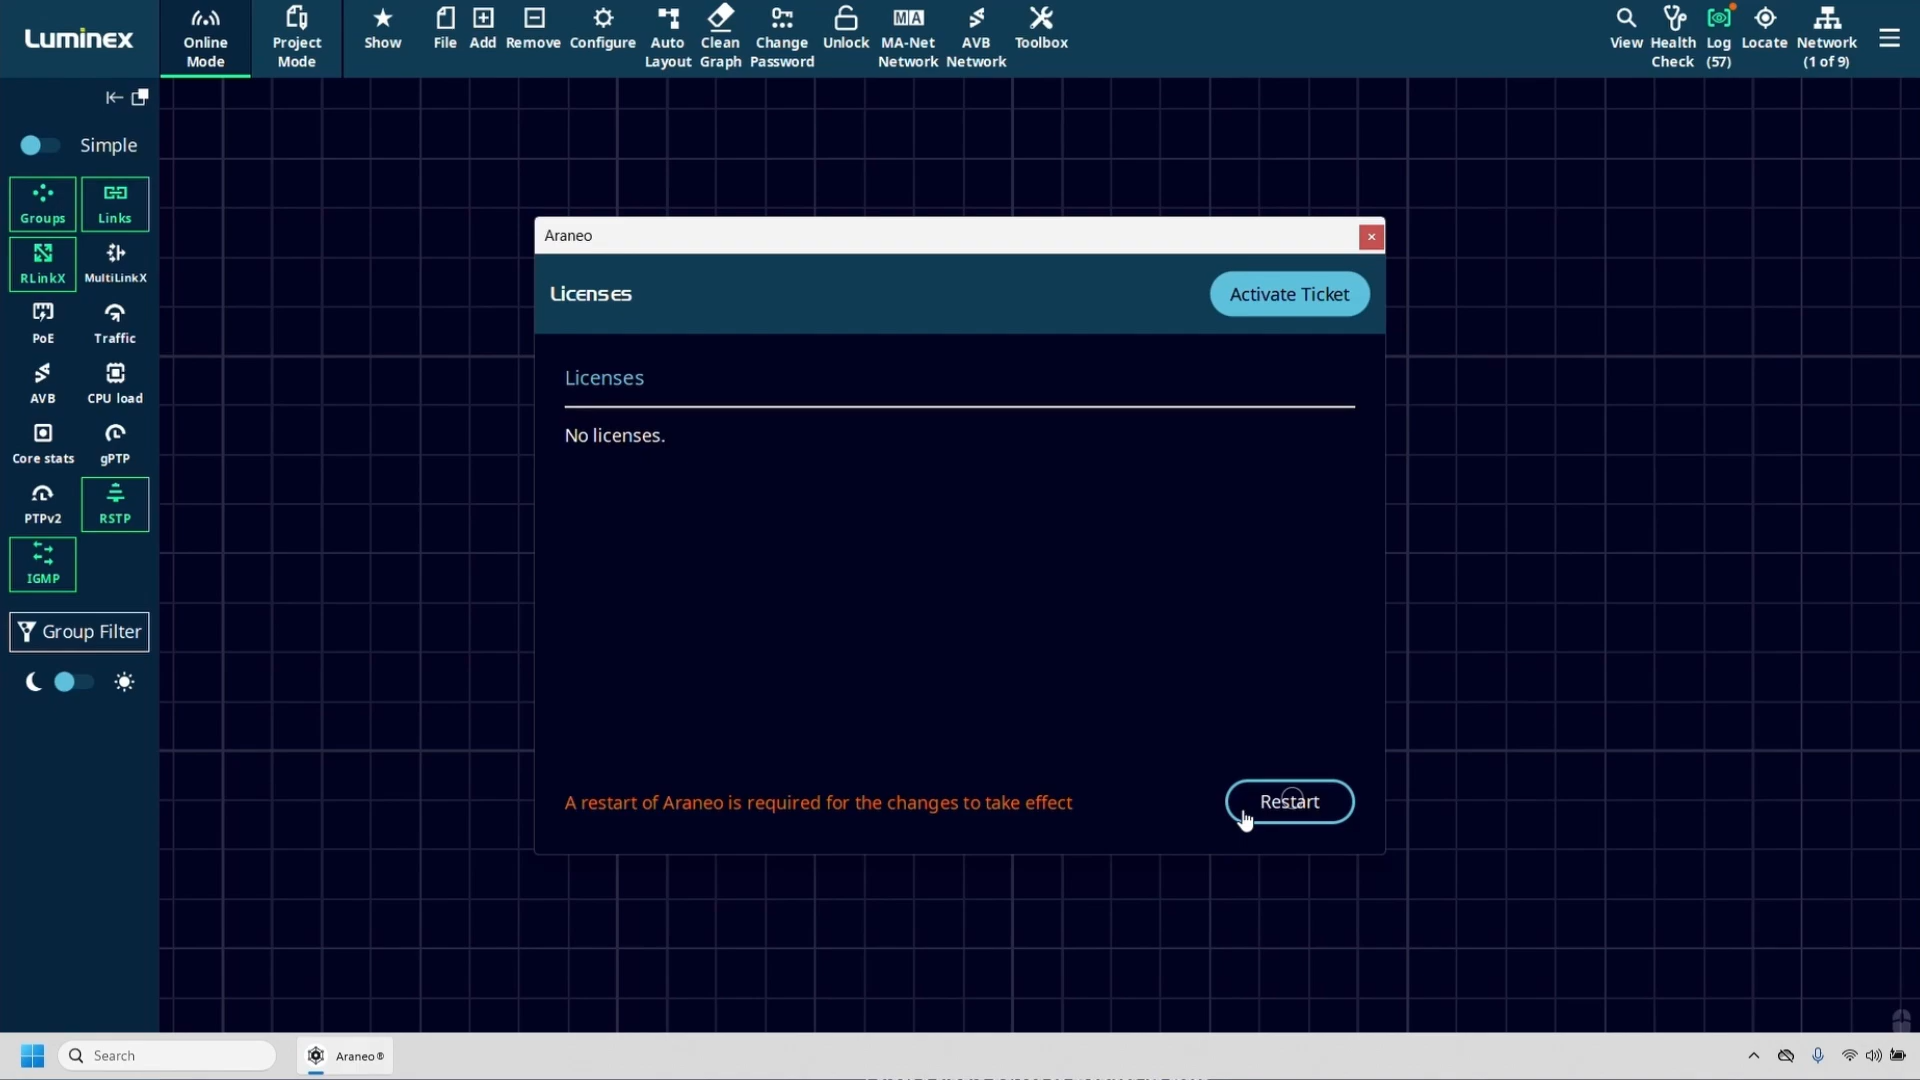 Luminex
Online
Mode
Project
Mode
Show
File
Add
Remove
Configure
Auto
Layout
Clean
Graph
Change
Password
Unlock
MA
MA-Net
Network
AVB
Network
Toolbox
View
Health
Check
Log
(57)
Locate
Network
(1 of 9)
Simple
Groups
Links
RLinkX
MultiLinkX
PoE
Traffic
AVB
CPU load
Core stats
gPTP
PTPv2
RSTP
IGMP
Group Filter
Araneo
Licenses
Activate Ticket
Licenses
No licenses.
A restart of Araneo is required for the changes to take effect
Restart
Search
Araneo®